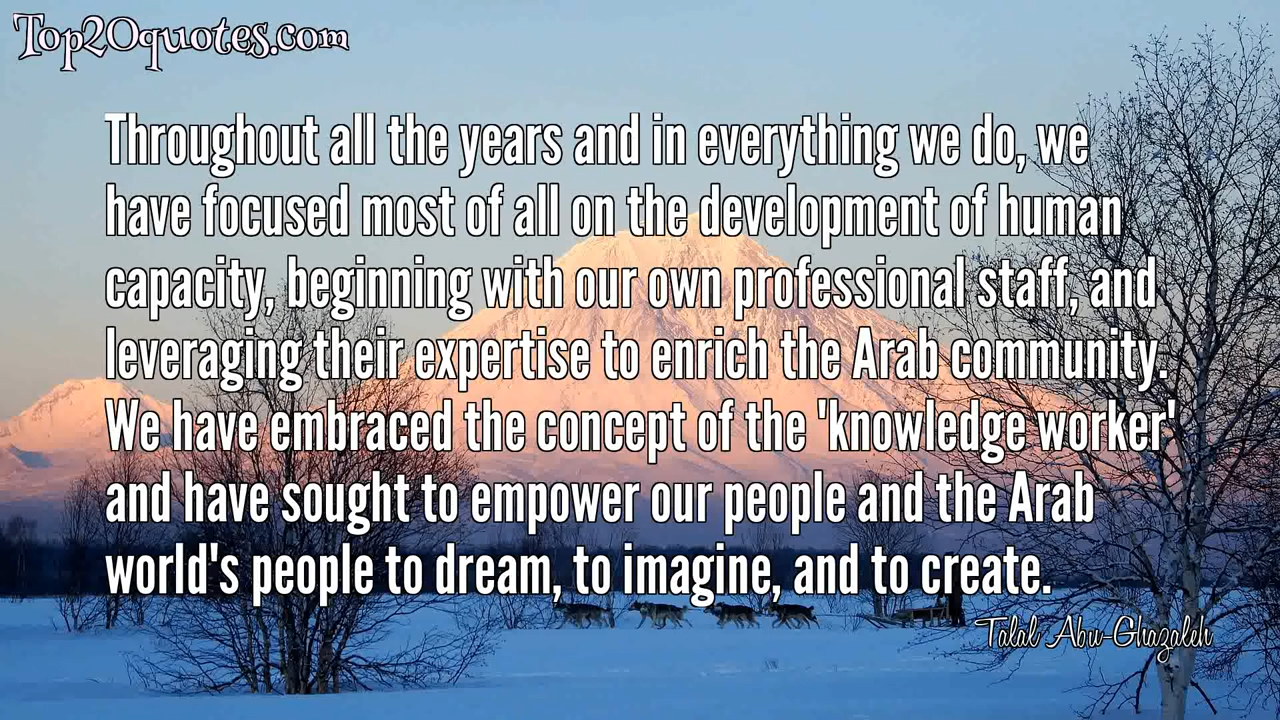 Top20quotes.com
Throughout all the years and in everything we do, we
have focused most of all on the development of human
capacity, beginning with our own professional staff, and
leveraging their expertise to enrich the Arab community.
We have embraced the concept of the 'knowledge worker'
and have sought to empower our people and the Arab
world's people to dream, to imagine, and to create.
Talal Abu-Ghazaleh